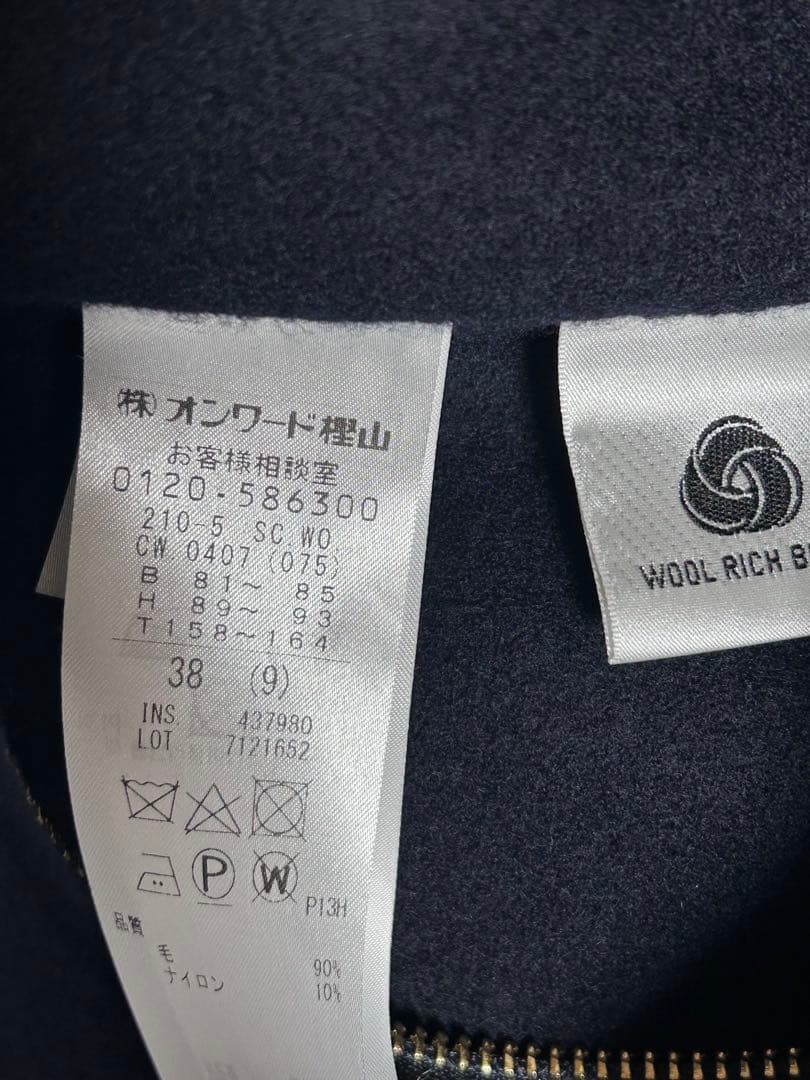 ㈱オンワード樫山
お客様相談室
0120-586300
210-5 SC.WO
CW 0407 (075)
B 81～ 85
H 89～ 93
T158～164
38 (9)
INS. 437980
LOT 7121652
P
W
P13H
品質
毛 90%
ナイロン 10%
WOOL RICH